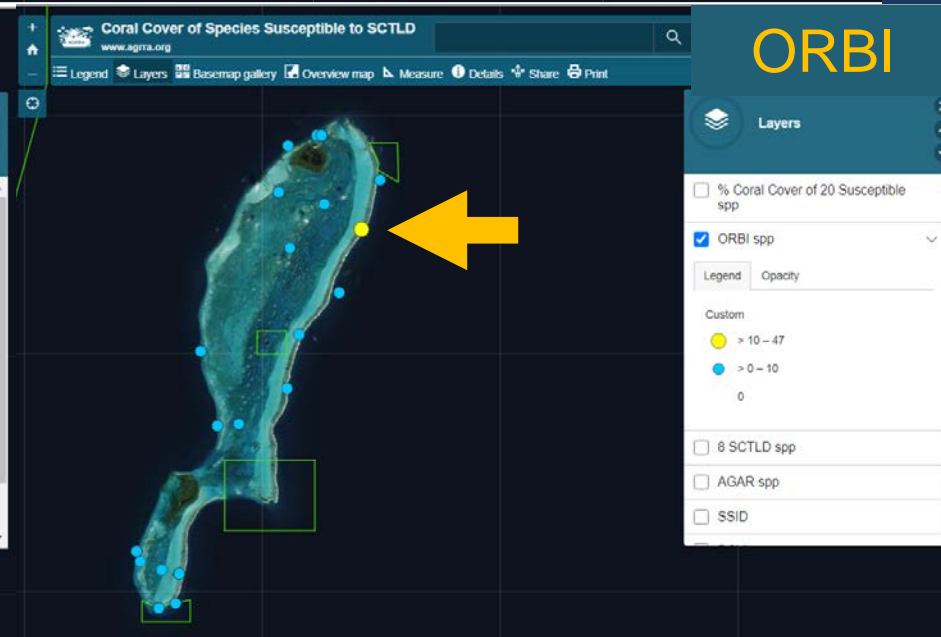 Coral Cover of Species Susceptible to SCTLD
www.agrra.org
Legend Layers Basemap gallery Overview map Measure Details Share Print
ORBI
Layers
% Coral Cover of 20 Susceptible
spp
ORBI spp
Legend Opacity
Custom
> 10 – 47
> 0 – 10
0
8 SCTLD spp
AGAR spp
SSID